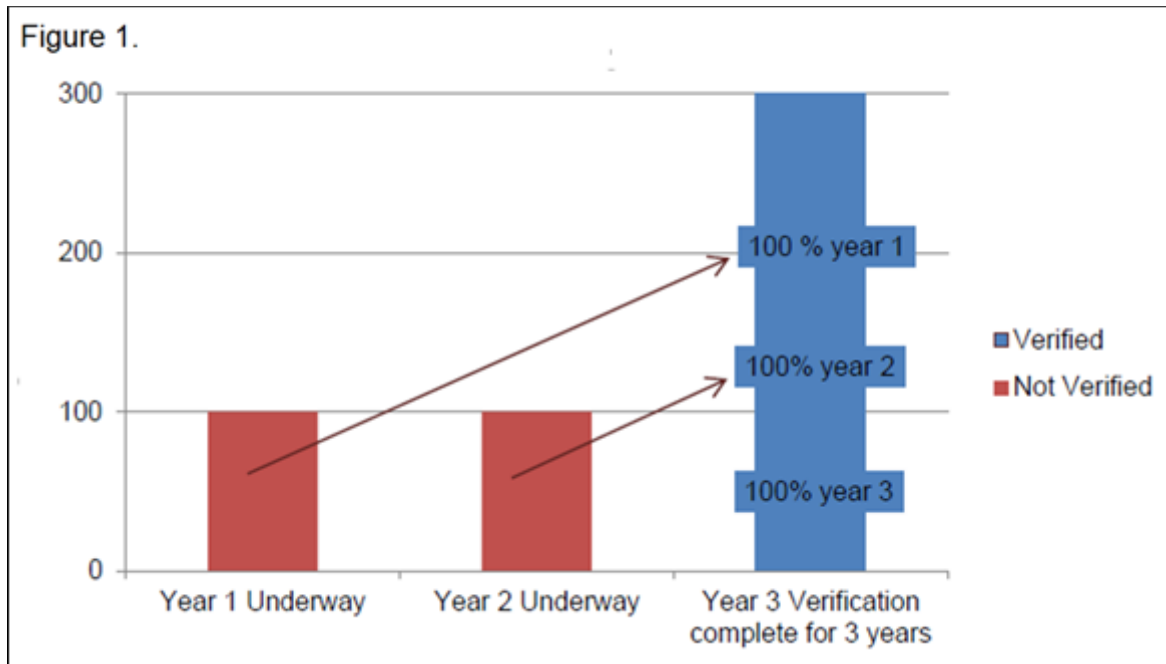 Figure 1.
300
200
100
0
100 % year 1
100% year 2
100% year 3
Verified
Not Verified
Year 1 Underway
Year 2 Underway
Year 3 Verification
complete for 3 years